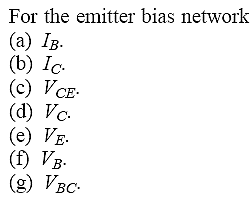 For the emitter bias network
(a) I_B.
(b) I_C.
(c) V_CE.
(d) V_C.
(e) V_E.
(f) V_B.
(g) V_BC.